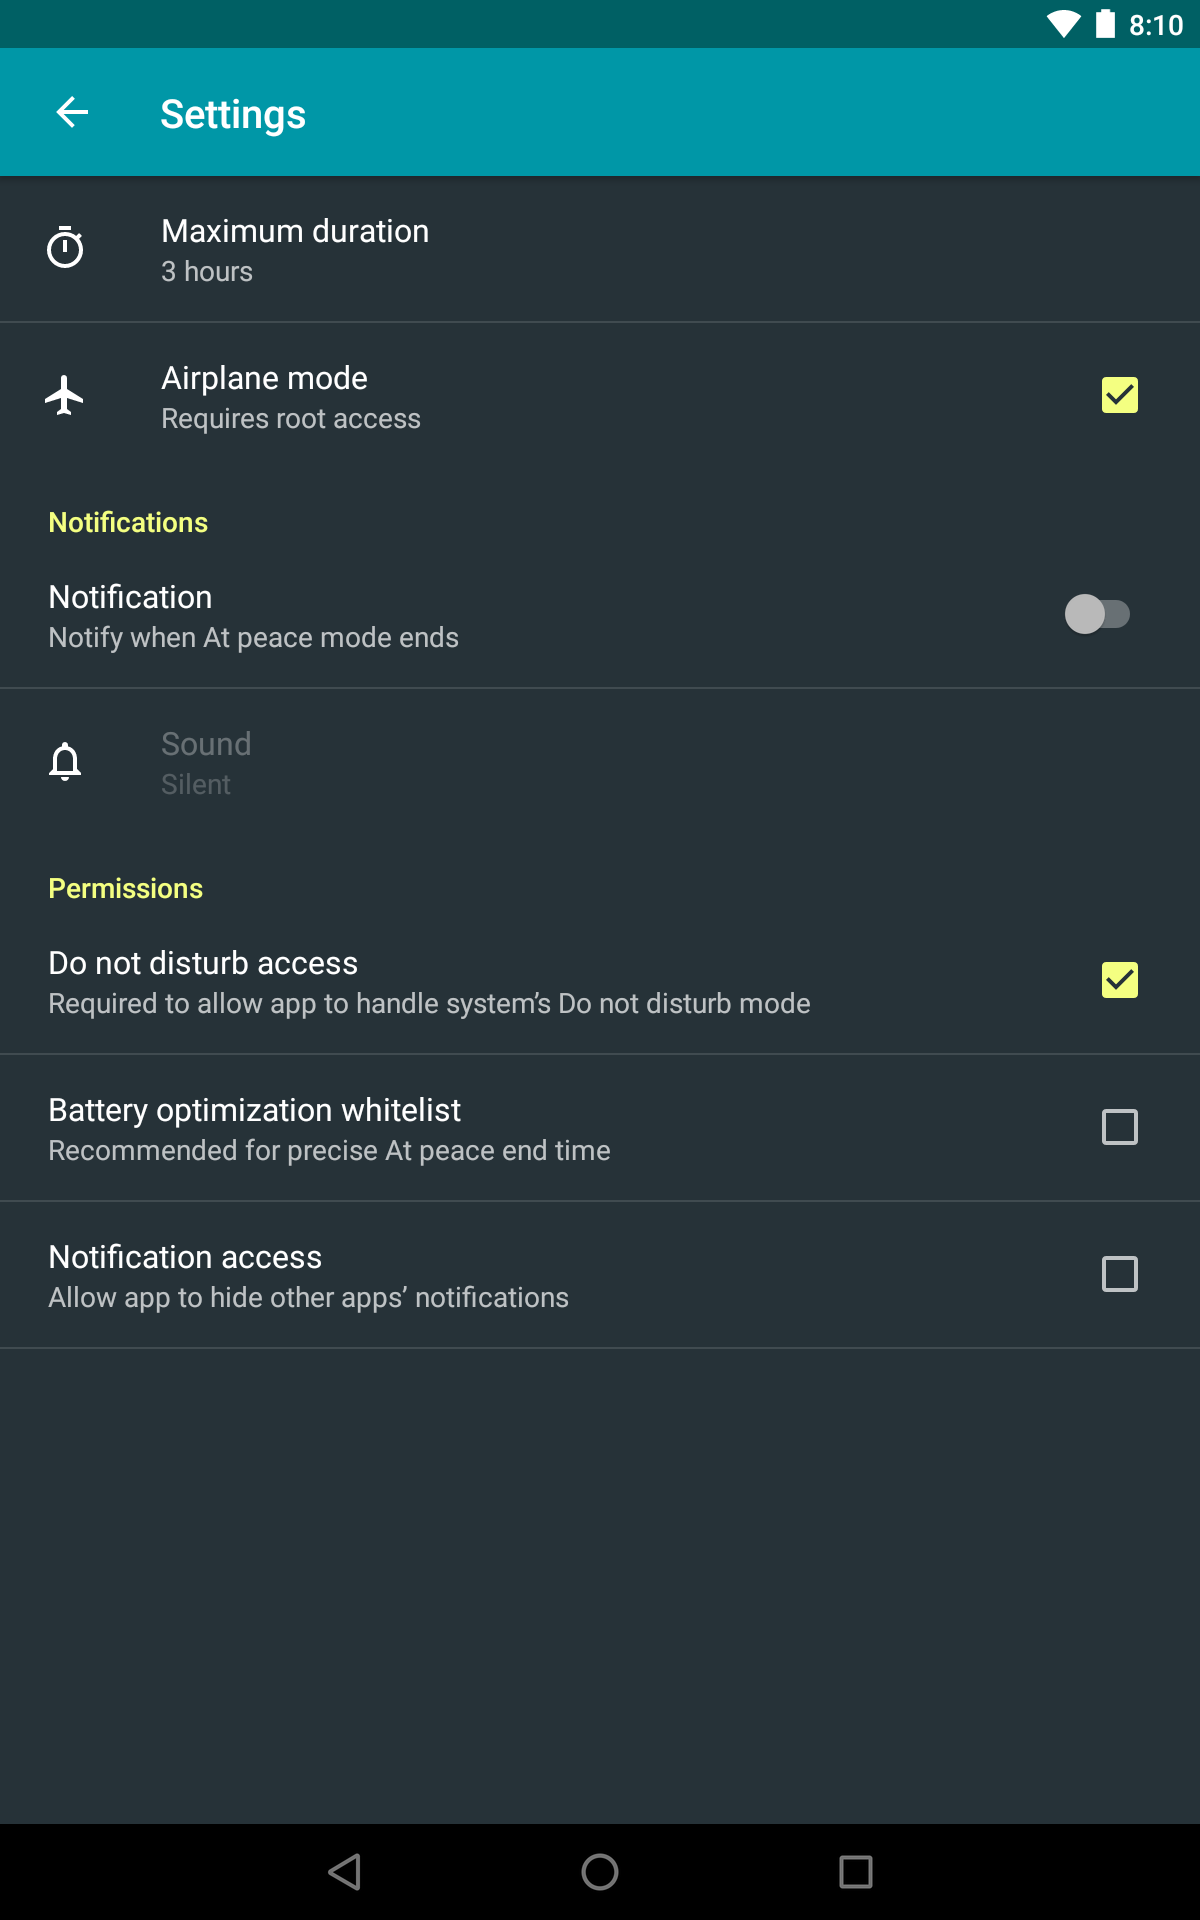 8:10
Settings
Maximum duration
3 hours
Airplane mode
Requires root access
Notifications
Notification
Notify when At peace mode ends
Sound
Silent
Permissions
Do not disturb access
Required to allow app to handle system’s Do not disturb mode
Battery optimization whitelist
Recommended for precise At peace end time
Notification access
Allow app to hide other apps’ notifications